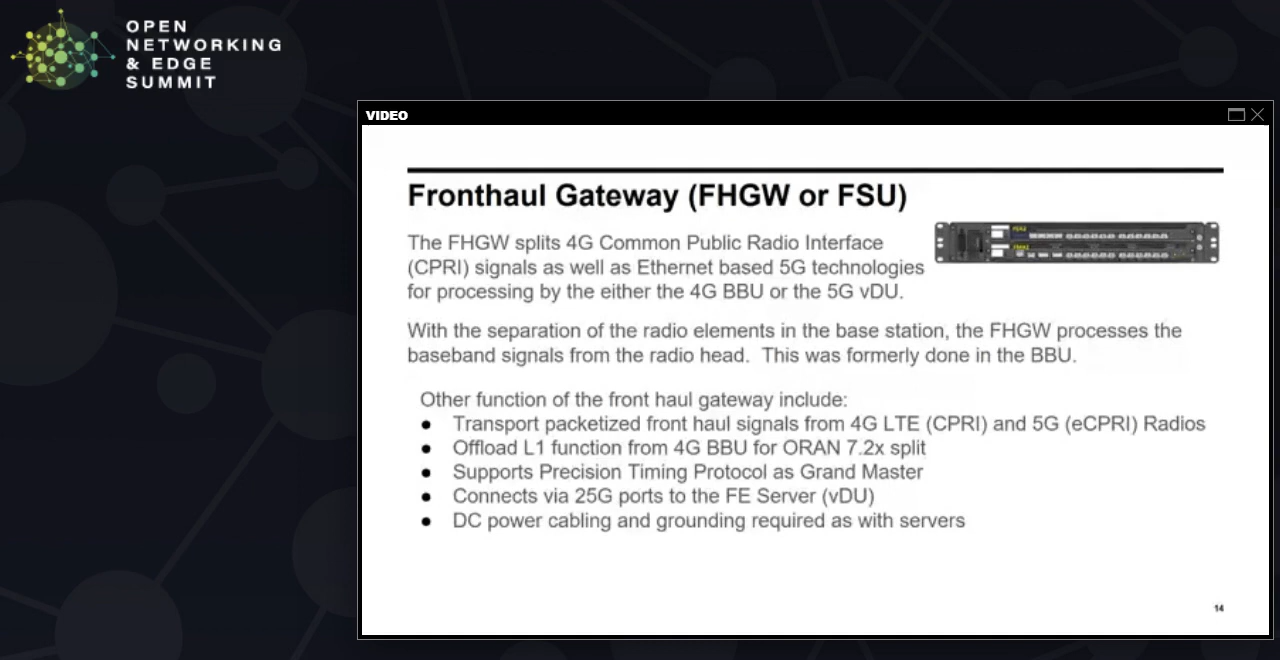 OPEN
NETWORKING
& EDGE
SUMMIT
VIDEO
Fronthaul Gateway (FHGW or FSU)
The FHGW splits 4G Common Public Radio Interface
(CPRI) signals as well as Ethernet based 5G technologies
for processing by the either the 4G BBU or the 5G vDU.
With the separation of the radio elements in the base station, the FHGW processes the
baseband signals from the radio head. This was formerly done in the BBU.
Other function of the front haul gateway include:
● Transport packetized front haul signals from 4G LTE (CPRI) and 5G (eCPRI) Radios
● Offload L1 function from 4G BBU for ORAN 7.2x split
● Supports Precision Timing Protocol as Grand Master
● Connects via 25G ports to the FE Server (vDU)
● DC power cabling and grounding required as with servers
14